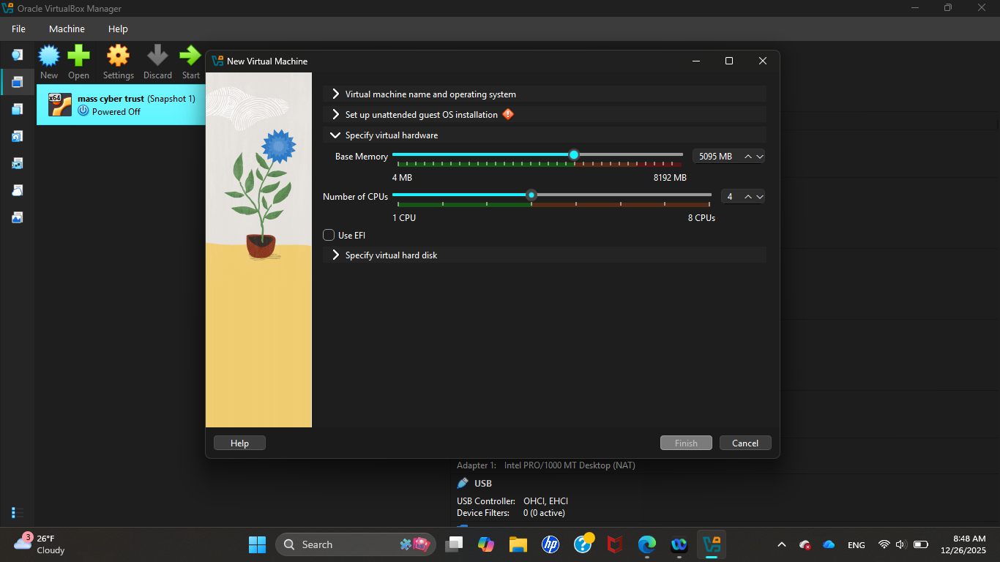 Oracle VirtualBox Manager
File Machine Help
New Open Settings Discard Start
x64 mass cyber trust (Snapshot 1)
Powered Off
New Virtual Machine
Virtual machine name and operating system
Set up unattended guest OS installation
Specify virtual hardware
Base Memory 5095 MB
4 MB 8192 MB
Number of CPUs 4
1 CPU 8 CPUs
Use EFI
Specify virtual hard disk
Help Finish Cancel
Adapter 1: Intel PRO/1000 MT Desktop (NAT)
USB
USB Controller: OHCI, EHCI
Device Filters: 0 (0 active)
3 26°F
Cloudy
Search
hp
ENG
8:48 AM
12/26/2025